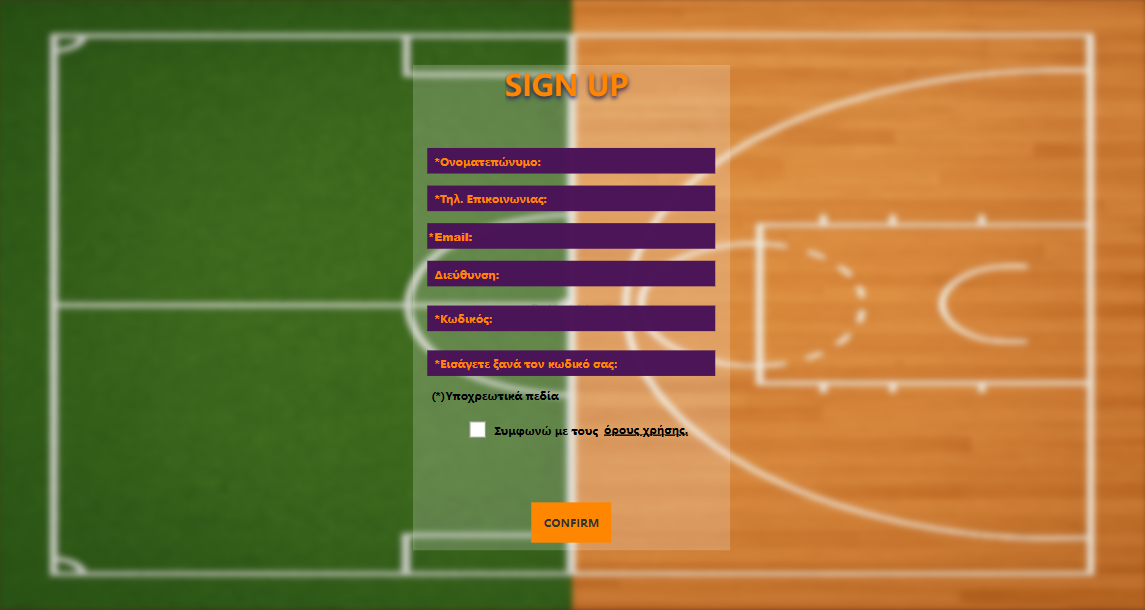 SIGN UP
*Ονοματεπώνυμο:
*Τηλ. Επικοινωνιας:
*Email:
Διεύθυνση:
*Κωδικός:
*Εισάγετε ξανά τον κωδικό σας:
(*)Υποχρεωτικά πεδία
Συμφωνώ με τους όρους χρήσης.
CONFIRM